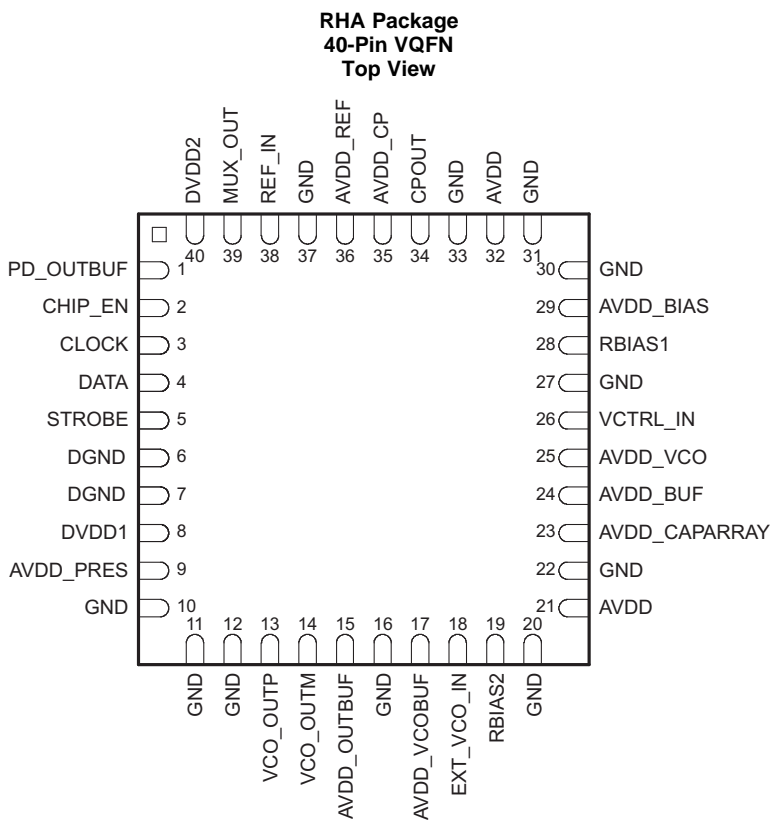 RHA Package
40-Pin VQFN
Top View
DVDD2
MUX_OUT
REF_IN
GND
AVDD_REF
AVDD_CP
CPOUT
GND
AVDD
GND
40
39
38
37
36
35
34
33
32
31
PD_OUTBUF 1
CHIP_EN 2
CLOCK 3
DATA 4
STROBE 5
DGND 6
DGND 7
DVDD1 8
AVDD_PRES 9
GND 10
30 GND
29 AVDD_BIAS
28 RBIAS1
27 GND
26 VCTRL_IN
25 AVDD_VCO
24 AVDD_BUF
23 AVDD_CAPARRAY
22 GND
21 AVDD
11
12
13
14
15
16
17
18
19
20
GND
GND
VCO_OUTP
VCO_OUTM
AVDD_OUTBUF
GND
AVDD_VCOBUF
EXT_VCO_IN
RBIAS2
GND